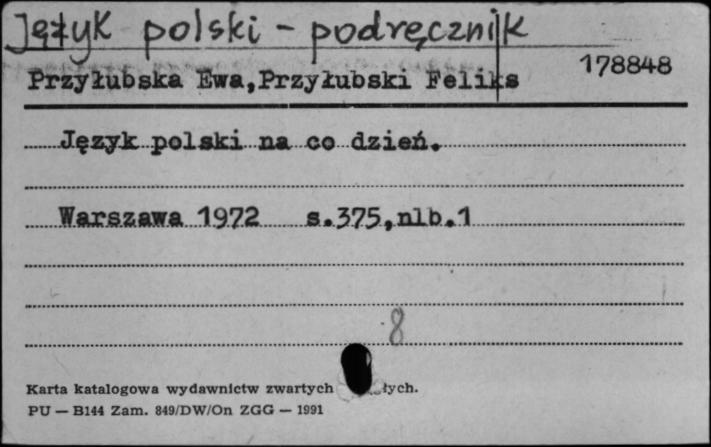 Język polski - podręcznik
178848
Przyłubska Ewa,Przyłubski Feliks
Język polski na co dzień.
Warszawa 1972 s.375,nlb.1
8
Karta katalogowa wydawnictw zwartych
PU — B144 Zam. 849/DW/On ZGG — 1991